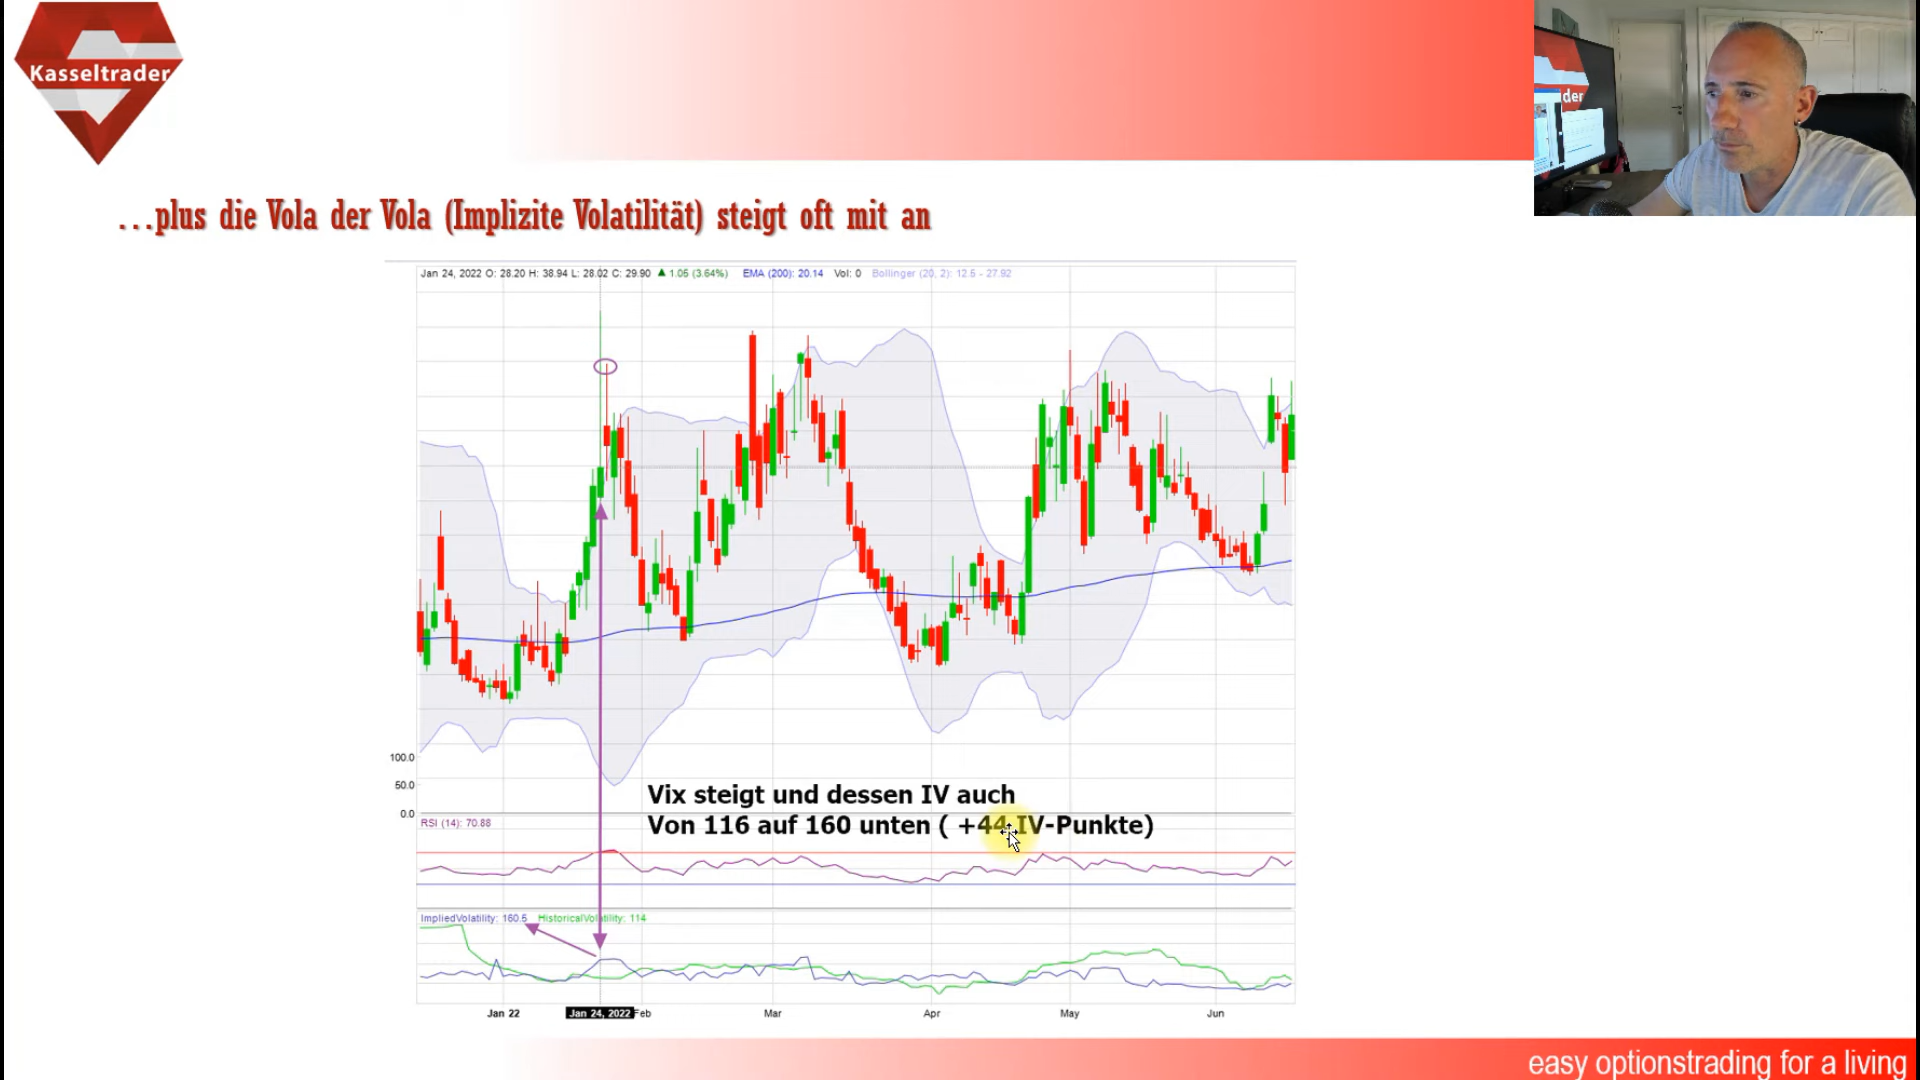 Kasseltrader
der
...plus die Vola der Vola (Implizite Volatilität) steigt oft mit an
Jan 24, 2022 O: 28.20 H: 38.94 L: 28.02 C: 29.90 ▲ 1.05 (3.64%) EMA (200): 20.14 Vol: 0 Bollinger (20, 2): 12.5 - 27.92
100.0
50.0
0.0
Vix steigt und dessen IV auch
Von 116 auf 160 unten ( +44 IV-Punkte)
RSI (14): 70.88
ImpliedVolatility: 160.5 HistoricalVolatility: 114
Jan 22 Jan 24, 2022 Feb Mar Apr May Jun
easy optionstrading for a living